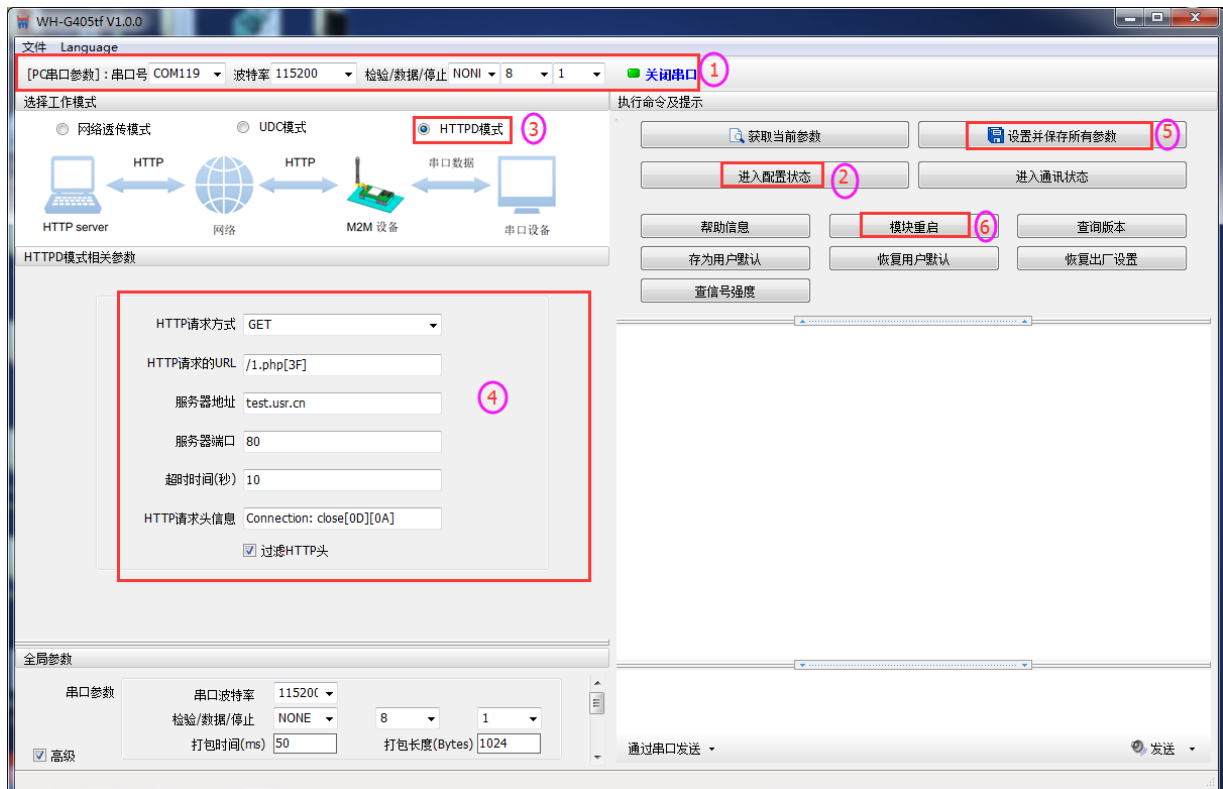 WH-G405tf V1.0.0
文件 Language
[PC串口参数]：串口号 COM119 波特率 115200 检验/数据/停止 NONI 8 1 关闭串口 1
选择工作模式
网络透传模式 UDC模式 HTTPD模式 3
HTTP HTTP 串口数据
HTTP server 网络 M2M 设备 串口设备
HTTPD模式相关参数
HTTP请求方式 GET
HTTP请求的URL /1.php[3F]
服务器地址 test.usr.cn
4
服务器端口 80
超时时间(秒) 10
HTTP请求头信息 Connection: close[0D][0A]
过滤HTTP头
全局参数
串口参数 串口波特率 11520(
检验/数据/停止 NONE 8 1
打包时间(ms) 50 打包长度(Bytes) 1024
高级
执行命令及提示
获取当前参数 设置并保存所有参数 5
进入配置状态 2 进入通讯状态
帮助信息 模块重启 6 查询版本
存为用户默认 恢复用户默认 恢复出厂设置
查信号强度
通过串口发送 发送